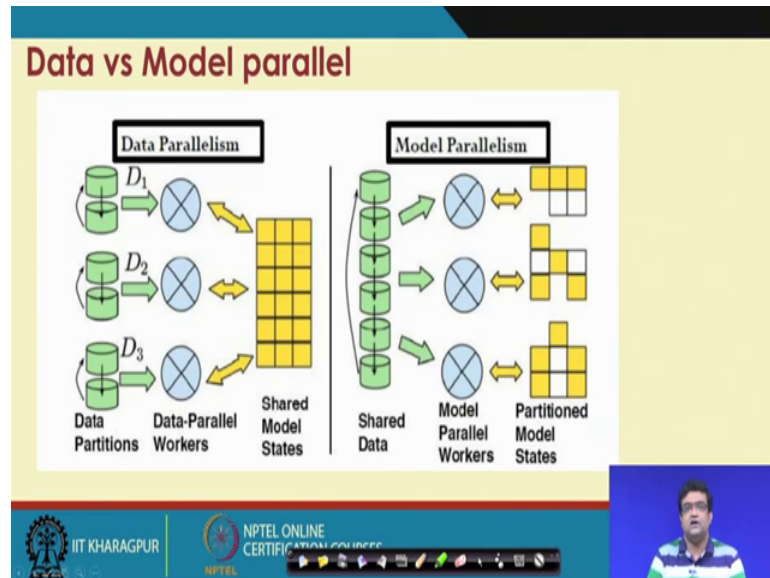 Data vs Model parallel
Data Parallelism
D1
D2
D3
Data
Partitions
Data-Parallel
Workers
Shared
Model
States
Model Parallelism
Shared
Data
Model
Parallel
Workers
Partitioned
Model
States
IIT KHARAGPUR
NPTEL
NPTEL ONLINE
CERTIFICATION COURSES